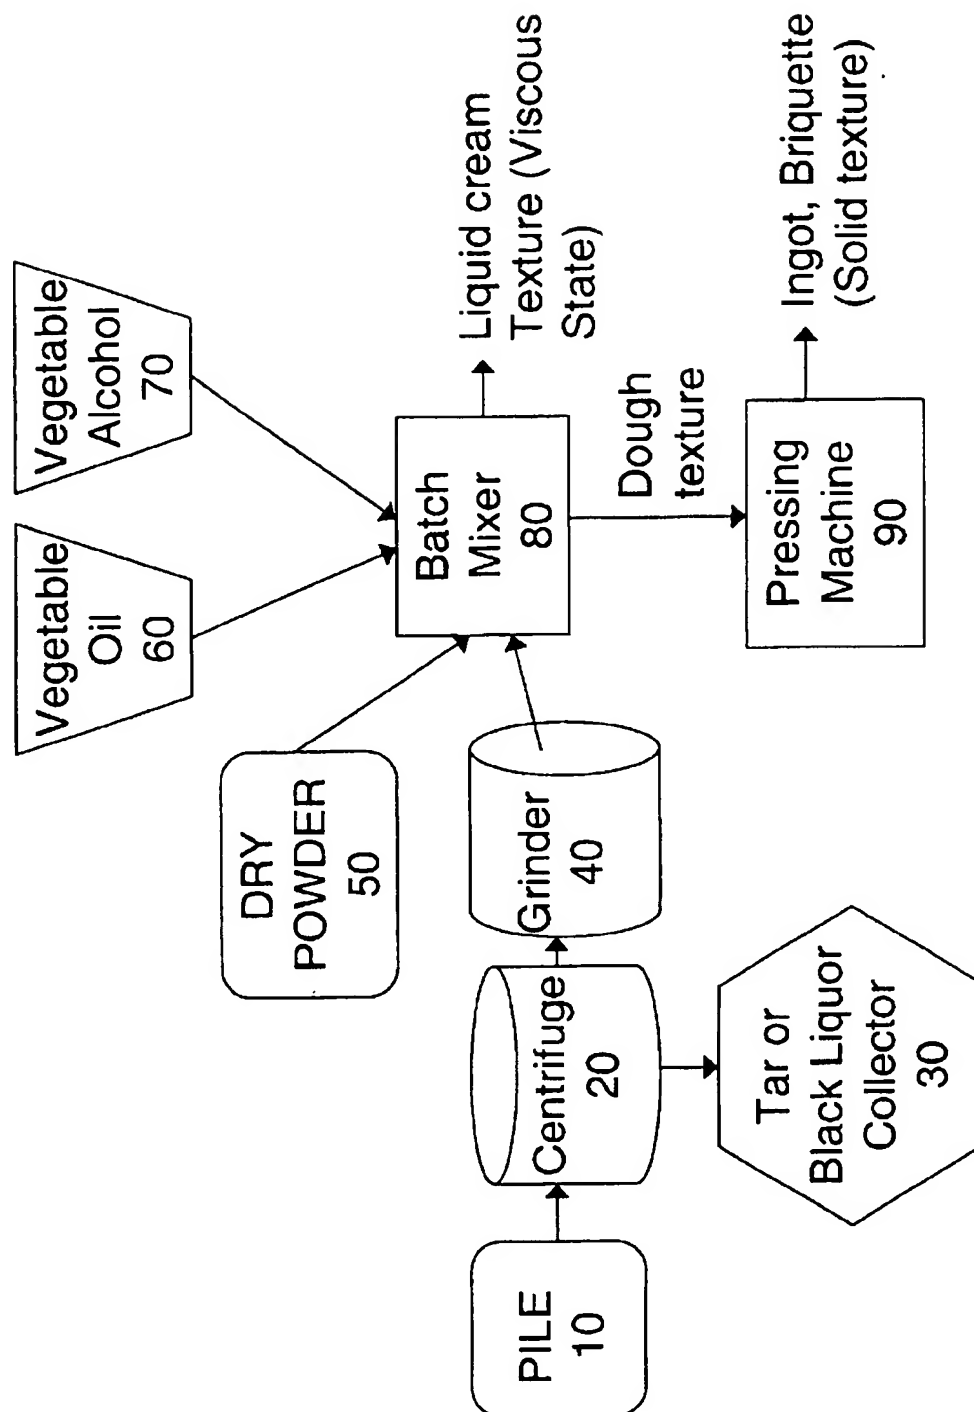 Vegetable
Oil
60
Vegetable
Alcohol
70
DRY
POWDER
50
Batch
Mixer
80
Liquid cream
Texture (Viscous
State)
PILE
10
Centrifuge
20
Grinder
40
Dough
texture
Tar or
Black Liquor
Collector
30
Pressing
Machine
90
Ingot, Briquette
(Solid texture)